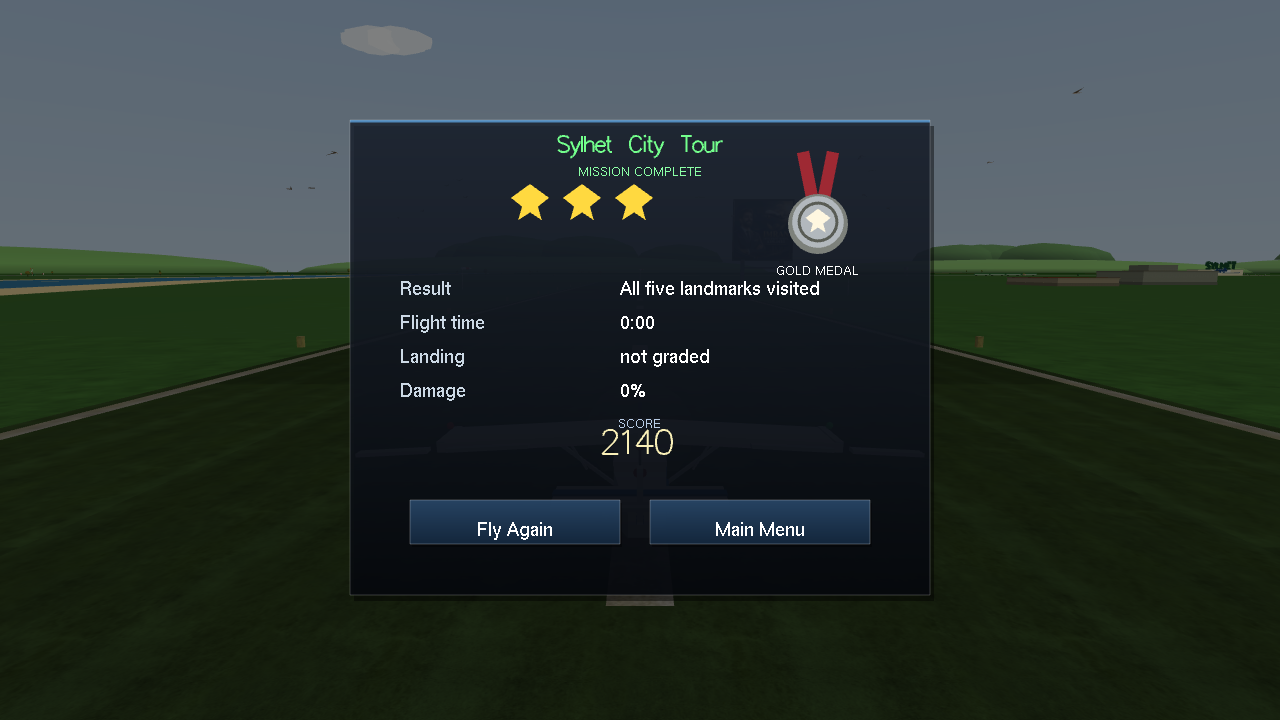 Sylhet City Tour
MISSION COMPLETE
GOLD MEDAL
Result All five landmarks visited
Flight time 0:00
Landing not graded
Damage 0%
SCORE
2140
Fly Again Main Menu